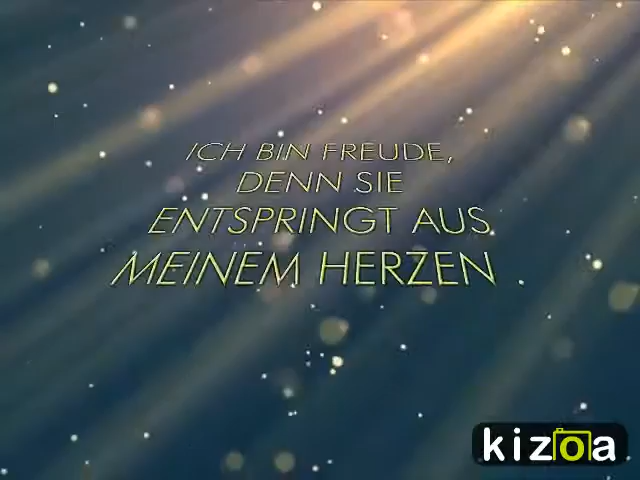 ICH BIN FREUDE,
DENN SIE
ENTSPRINGT AUS
MEINEM HERZEN .
kizoa